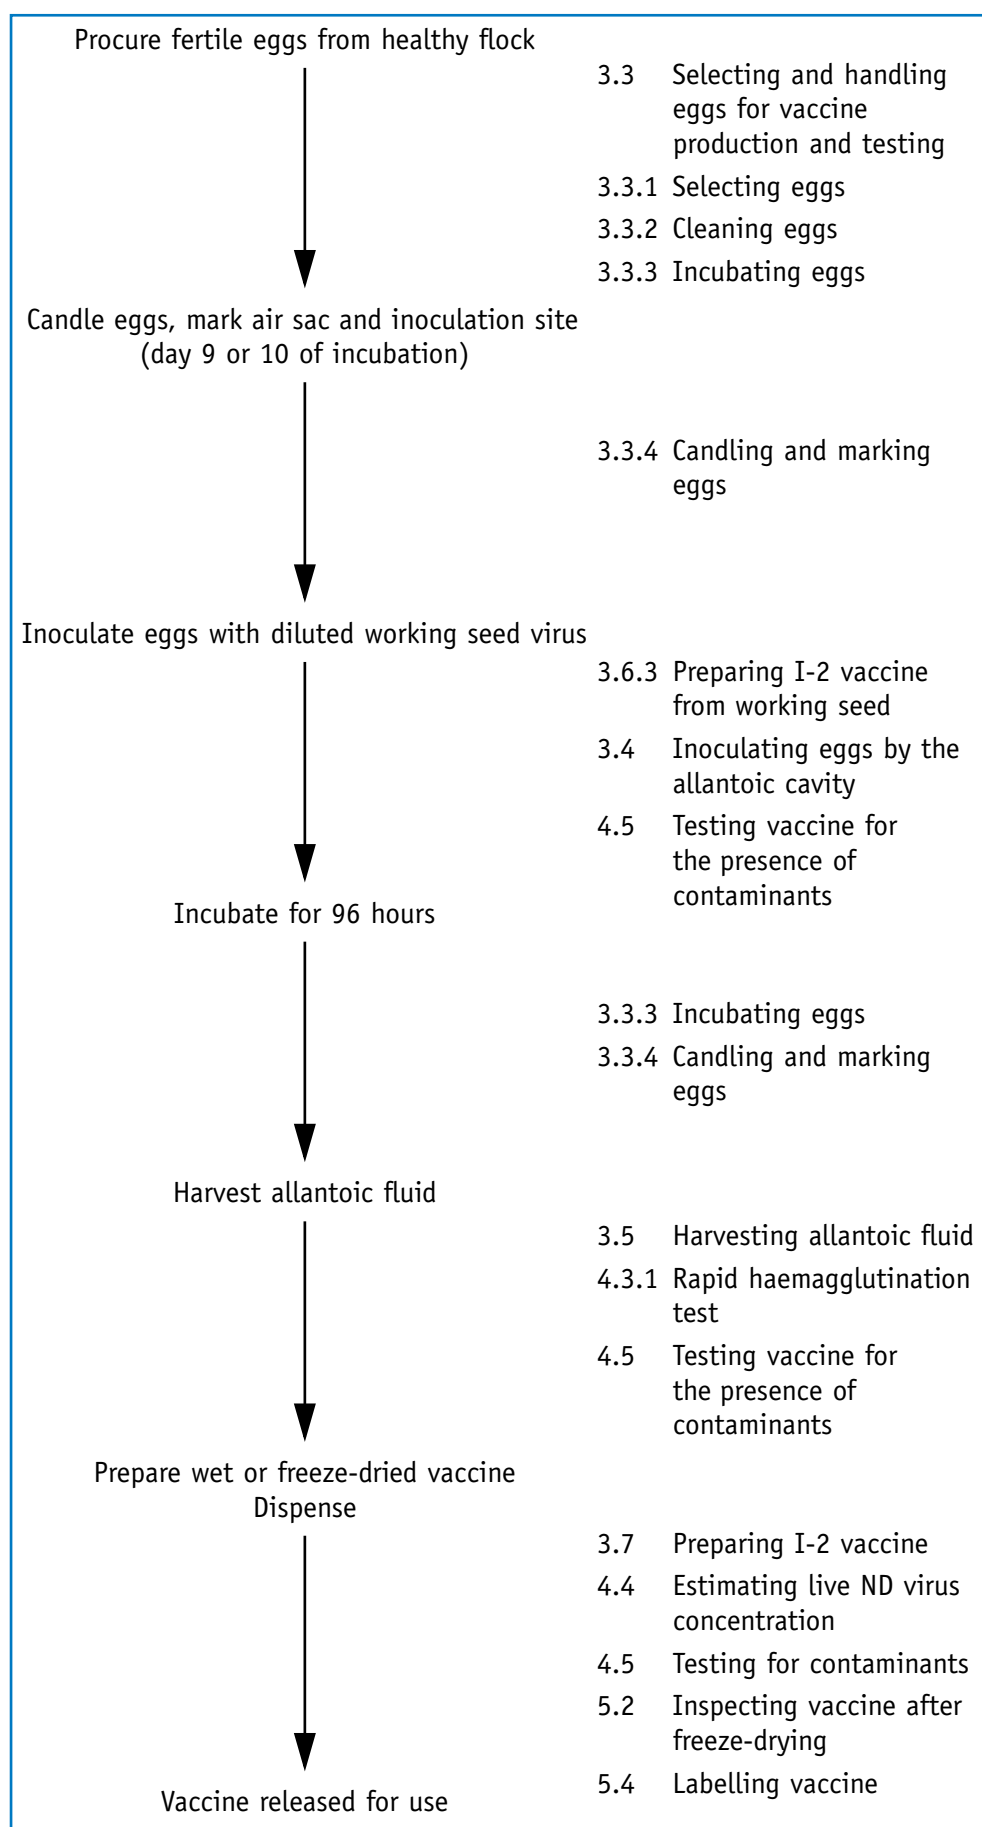 Procure fertile eggs from healthy flock
3.3 Selecting and handling
eggs for vaccine
production and testing
3.3.1 Selecting eggs
3.3.2 Cleaning eggs
3.3.3 Incubating eggs
Candle eggs, mark air sac and inoculation site
(day 9 or 10 of incubation)
3.3.4 Candling and marking
eggs
Inoculate eggs with diluted working seed virus
3.6.3 Preparing I-2 vaccine
from working seed
3.4 Inoculating eggs by the
allantoic cavity
4.5 Testing vaccine for
the presence of
contaminants
Incubate for 96 hours
3.3.3 Incubating eggs
3.3.4 Candling and marking
eggs
Harvest allantoic fluid
3.5 Harvesting allantoic fluid
4.3.1 Rapid haemagglutination
test
4.5 Testing vaccine for
the presence of
contaminants
Prepare wet or freeze-dried vaccine
Dispense
3.7 Preparing I-2 vaccine
4.4 Estimating live ND virus
concentration
4.5 Testing for contaminants
5.2 Inspecting vaccine after
freeze-drying
5.4 Labelling vaccine
Vaccine released for use